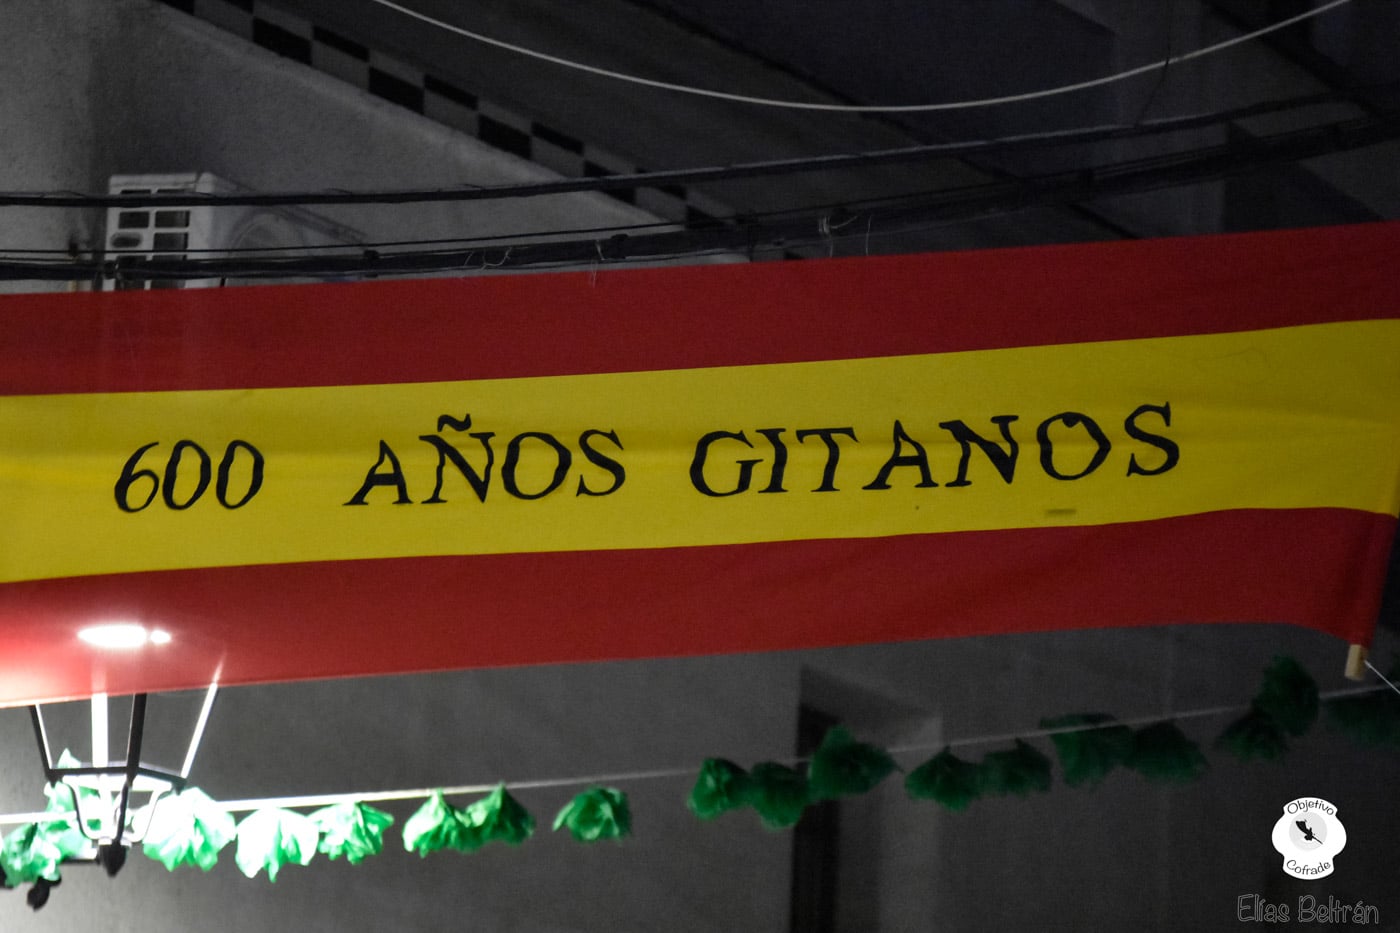 600 AÑOS GITANOS
Objetivo
Cofrade
Elías Beltrán